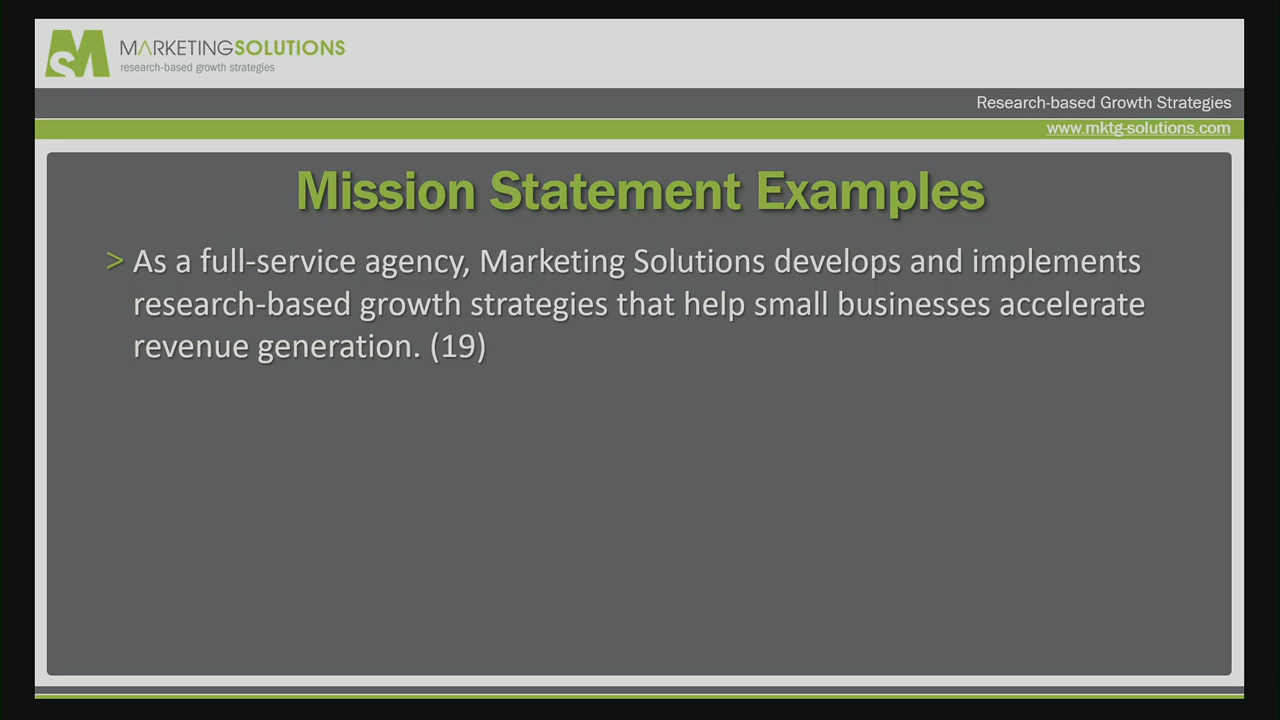 MARKETINGSOLUTIONS
research-based growth strategies
Research-based Growth Strategies
www.mktg-solutions.com
Mission Statement Examples
> As a full-service agency, Marketing Solutions develops and implements
research-based growth strategies that help small businesses accelerate
revenue generation. (19)